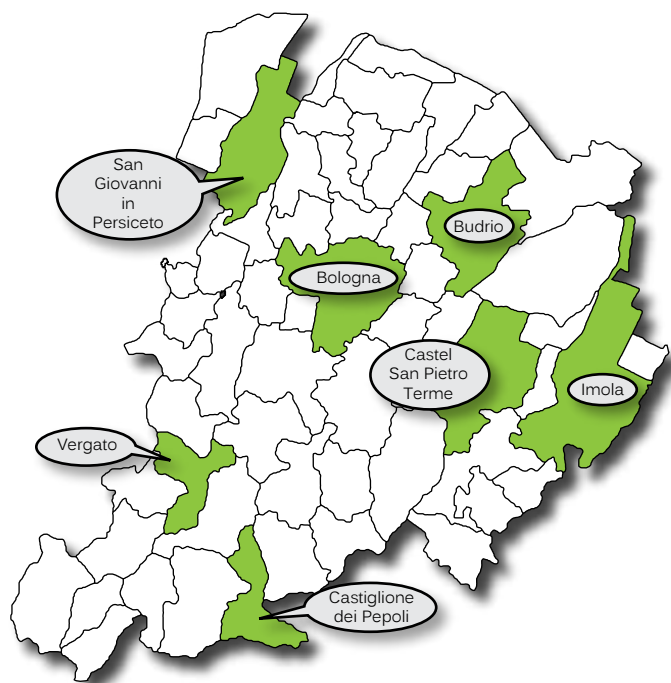 San
Giovanni
in
Persiceto
Budrio
Bologna
Castel
San Pietro
Terme
Imola
Vergato
Castiglione
dei Pepoli